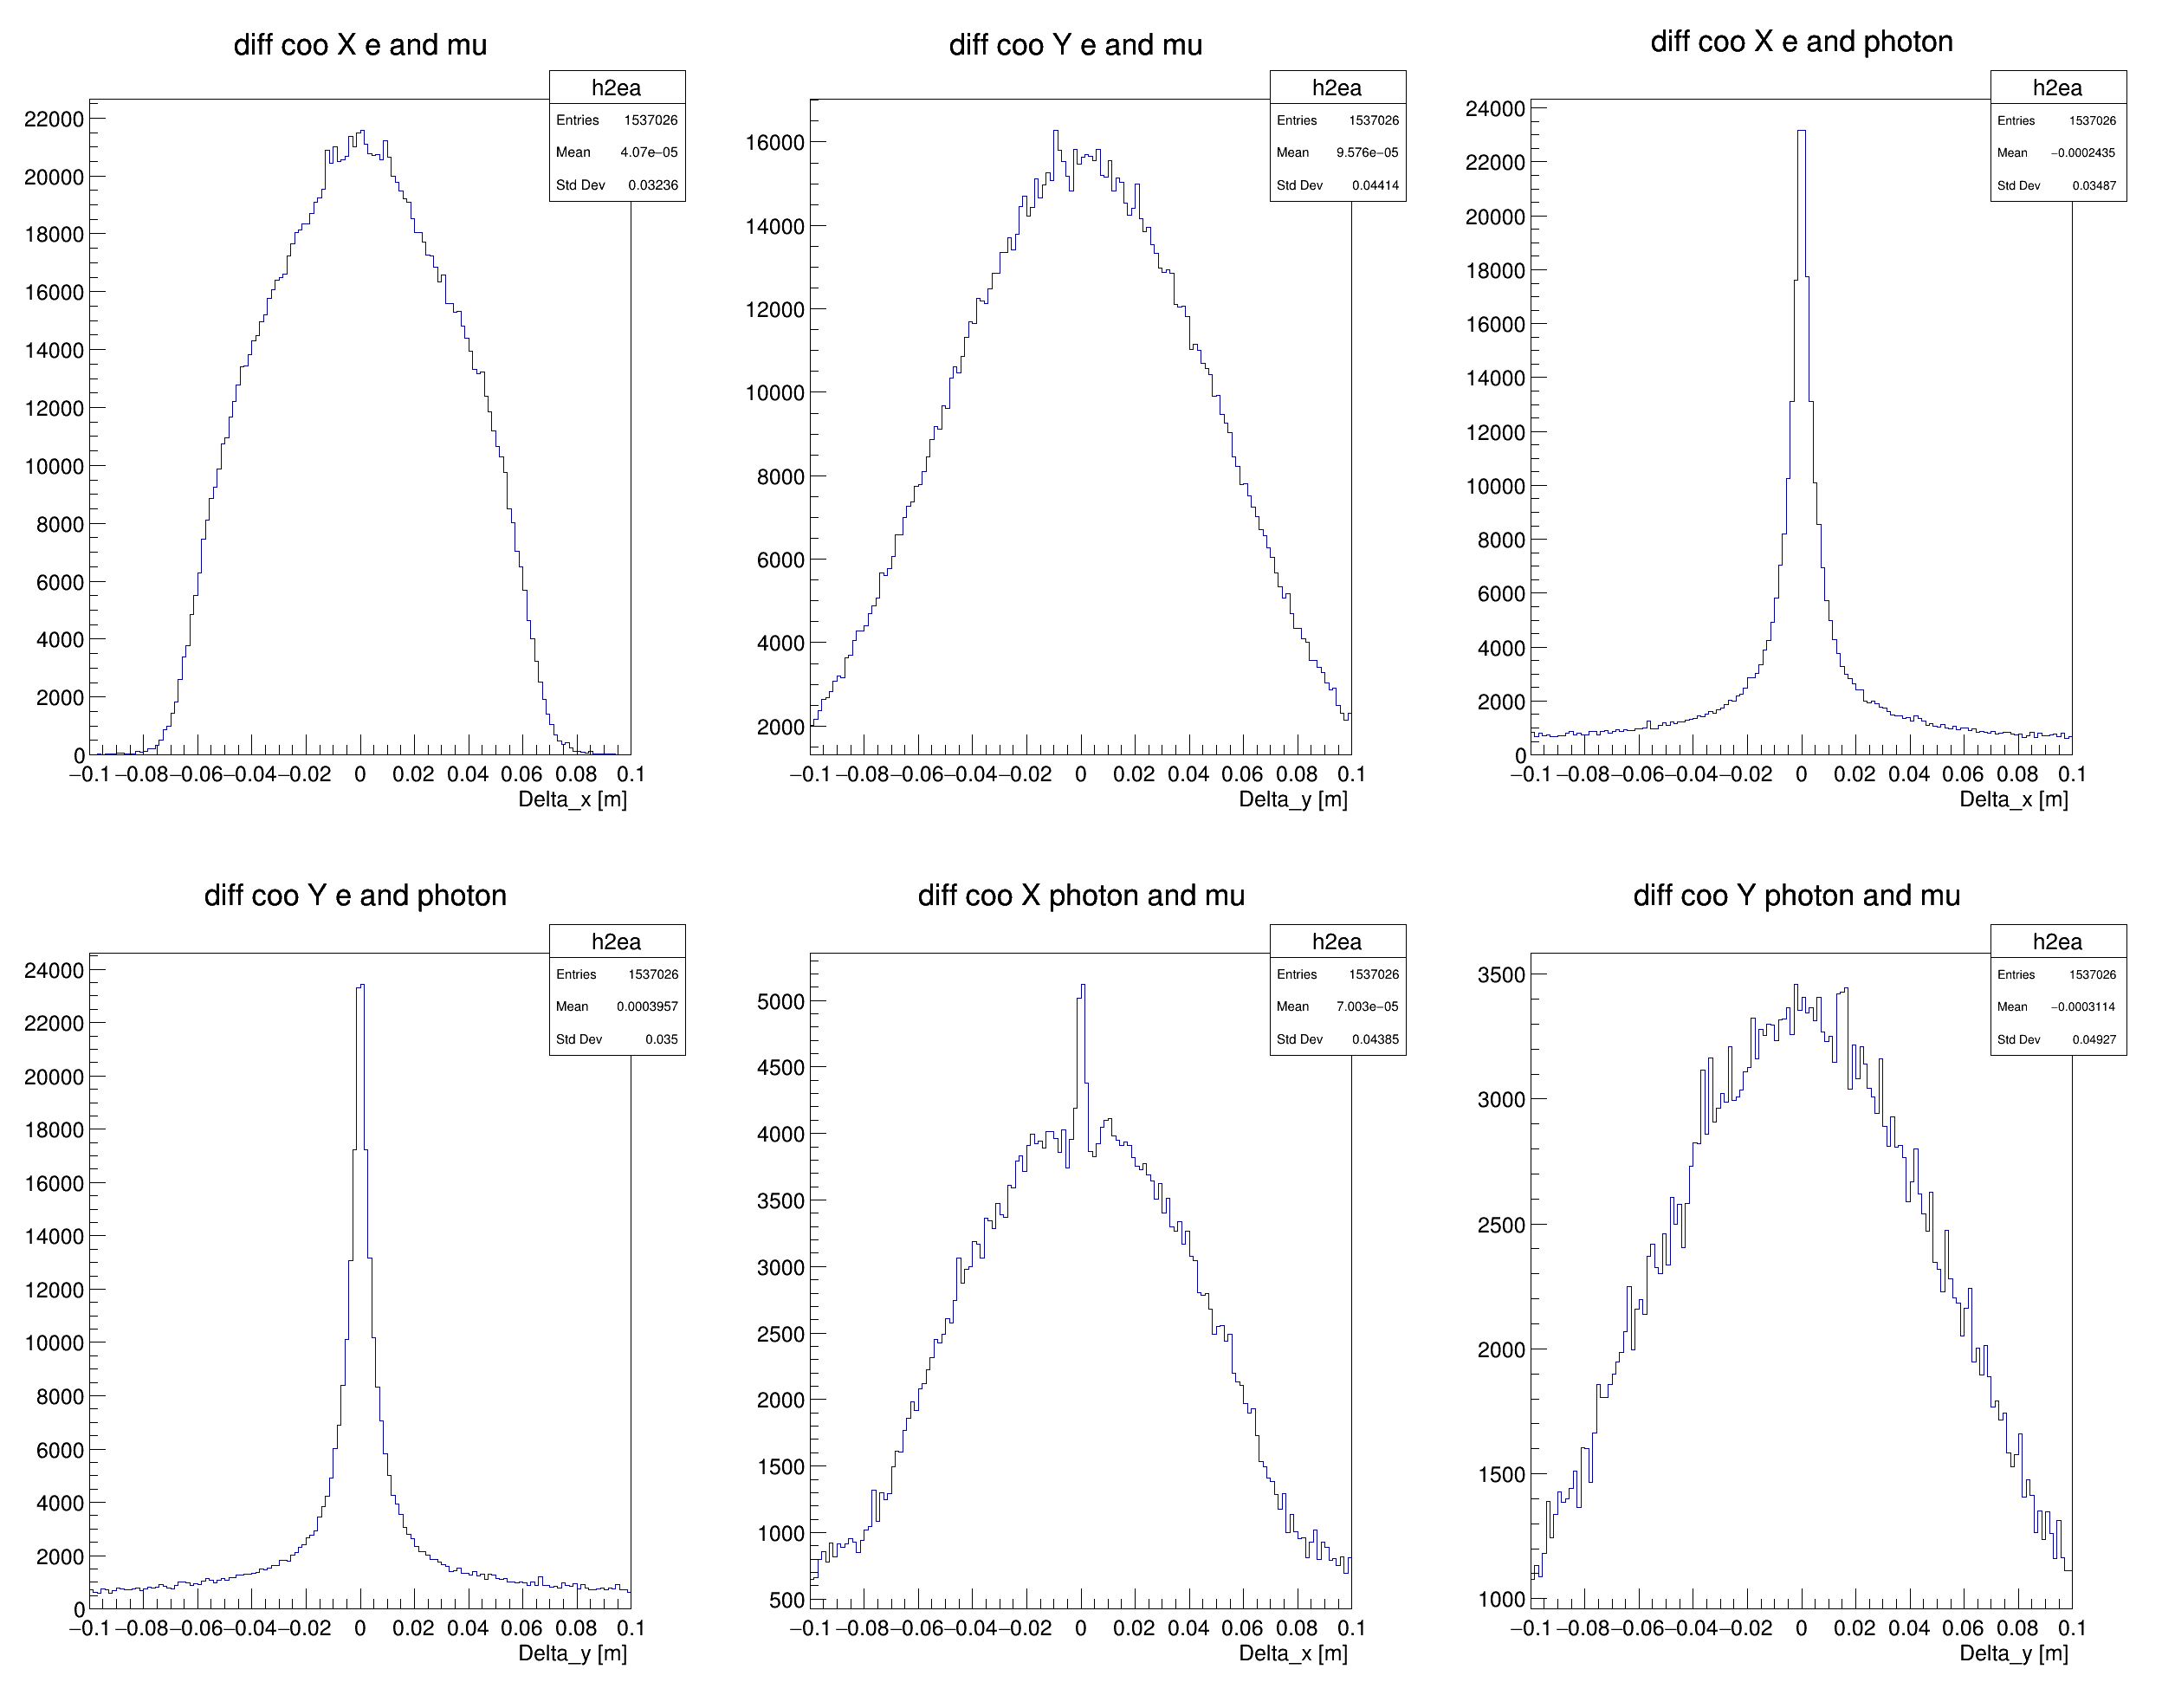 diff coo X e and mu
h2ea
Entries 1537026
Mean 4.07e−05
Std Dev 0.03236
22000
20000
18000
16000
14000
12000
10000
8000
6000
4000
2000
0
−0.1 −0.08 −0.06 −0.04 −0.02 0 0.02 0.04 0.06 0.08 0.1
Delta_x [m]
diff coo Y e and mu
h2ea
Entries 1537026
Mean 9.576e−05
Std Dev 0.04414
16000
14000
12000
10000
8000
6000
4000
2000
−0.1 −0.08 −0.06 −0.04 −0.02 0 0.02 0.04 0.06 0.08 0.1
Delta_y [m]
diff coo X e and photon
h2ea
Entries 1537026
Mean −0.0002435
Std Dev 0.03487
24000
22000
20000
18000
16000
14000
12000
10000
8000
6000
4000
2000
0
−0.1 −0.08 −0.06 −0.04 −0.02 0 0.02 0.04 0.06 0.08 0.1
Delta_x [m]
diff coo Y e and photon
h2ea
Entries 1537026
Mean 0.0003957
Std Dev 0.035
24000
22000
20000
18000
16000
14000
12000
10000
8000
6000
4000
2000
0
−0.1 −0.08 −0.06 −0.04 −0.02 0 0.02 0.04 0.06 0.08 0.1
Delta_y [m]
diff coo X photon and mu
h2ea
Entries 1537026
Mean 7.003e−05
Std Dev 0.04385
5000
4500
4000
3500
3000
2500
2000
1500
1000
500
−0.1 −0.08 −0.06 −0.04 −0.02 0 0.02 0.04 0.06 0.08 0.1
Delta_x [m]
diff coo Y photon and mu
h2ea
Entries 1537026
Mean −0.0003114
Std Dev 0.04927
3500
3000
2500
2000
1500
1000
−0.1 −0.08 −0.06 −0.04 −0.02 0 0.02 0.04 0.06 0.08 0.1
Delta_y [m]